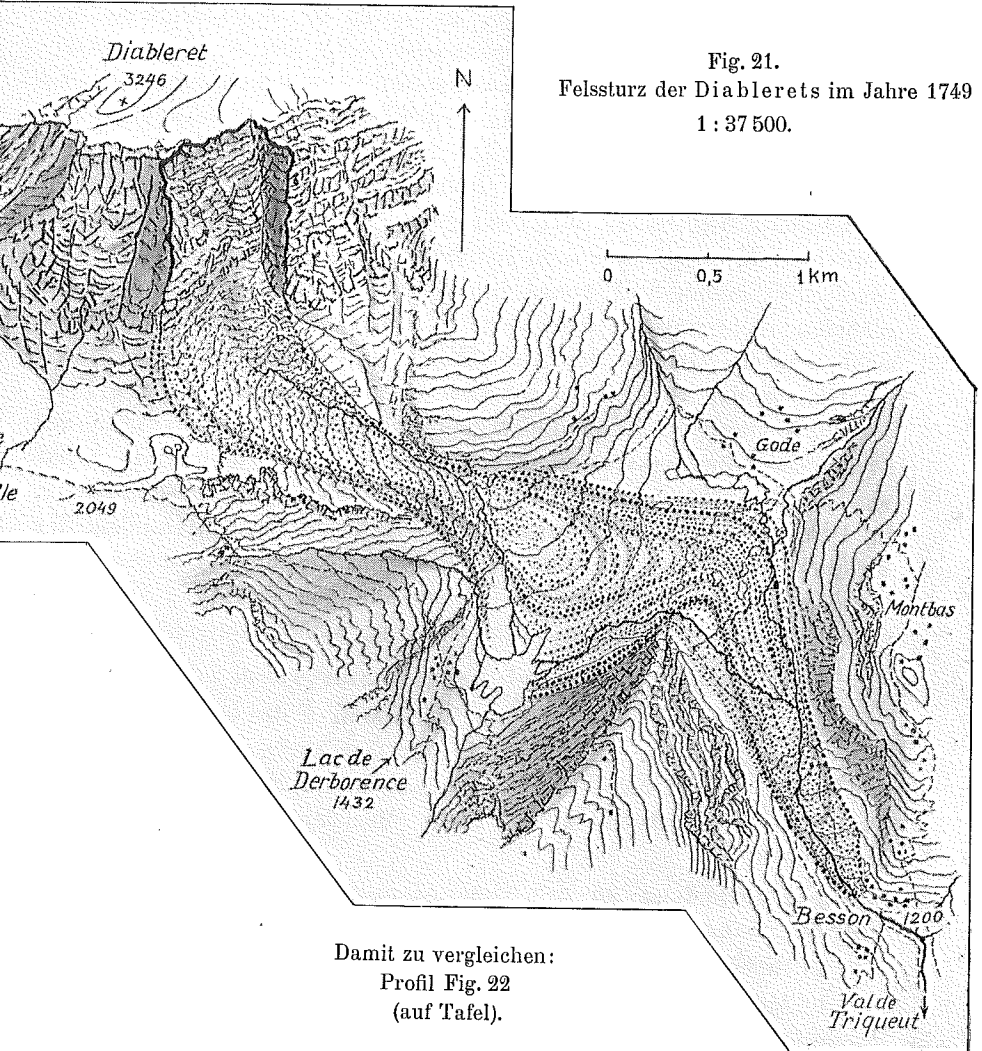 Fig. 21.
Felssturz der Diablerets im Jahre 1749
1 : 37 500.
Diableret
3246
N
0 0,5 1 km
Gode
2049
Montbas
Lac de
Derborence
1432
Besson 1200
Val de
Triqueut
Damit zu vergleichen:
Profil Fig. 22
(auf Tafel).